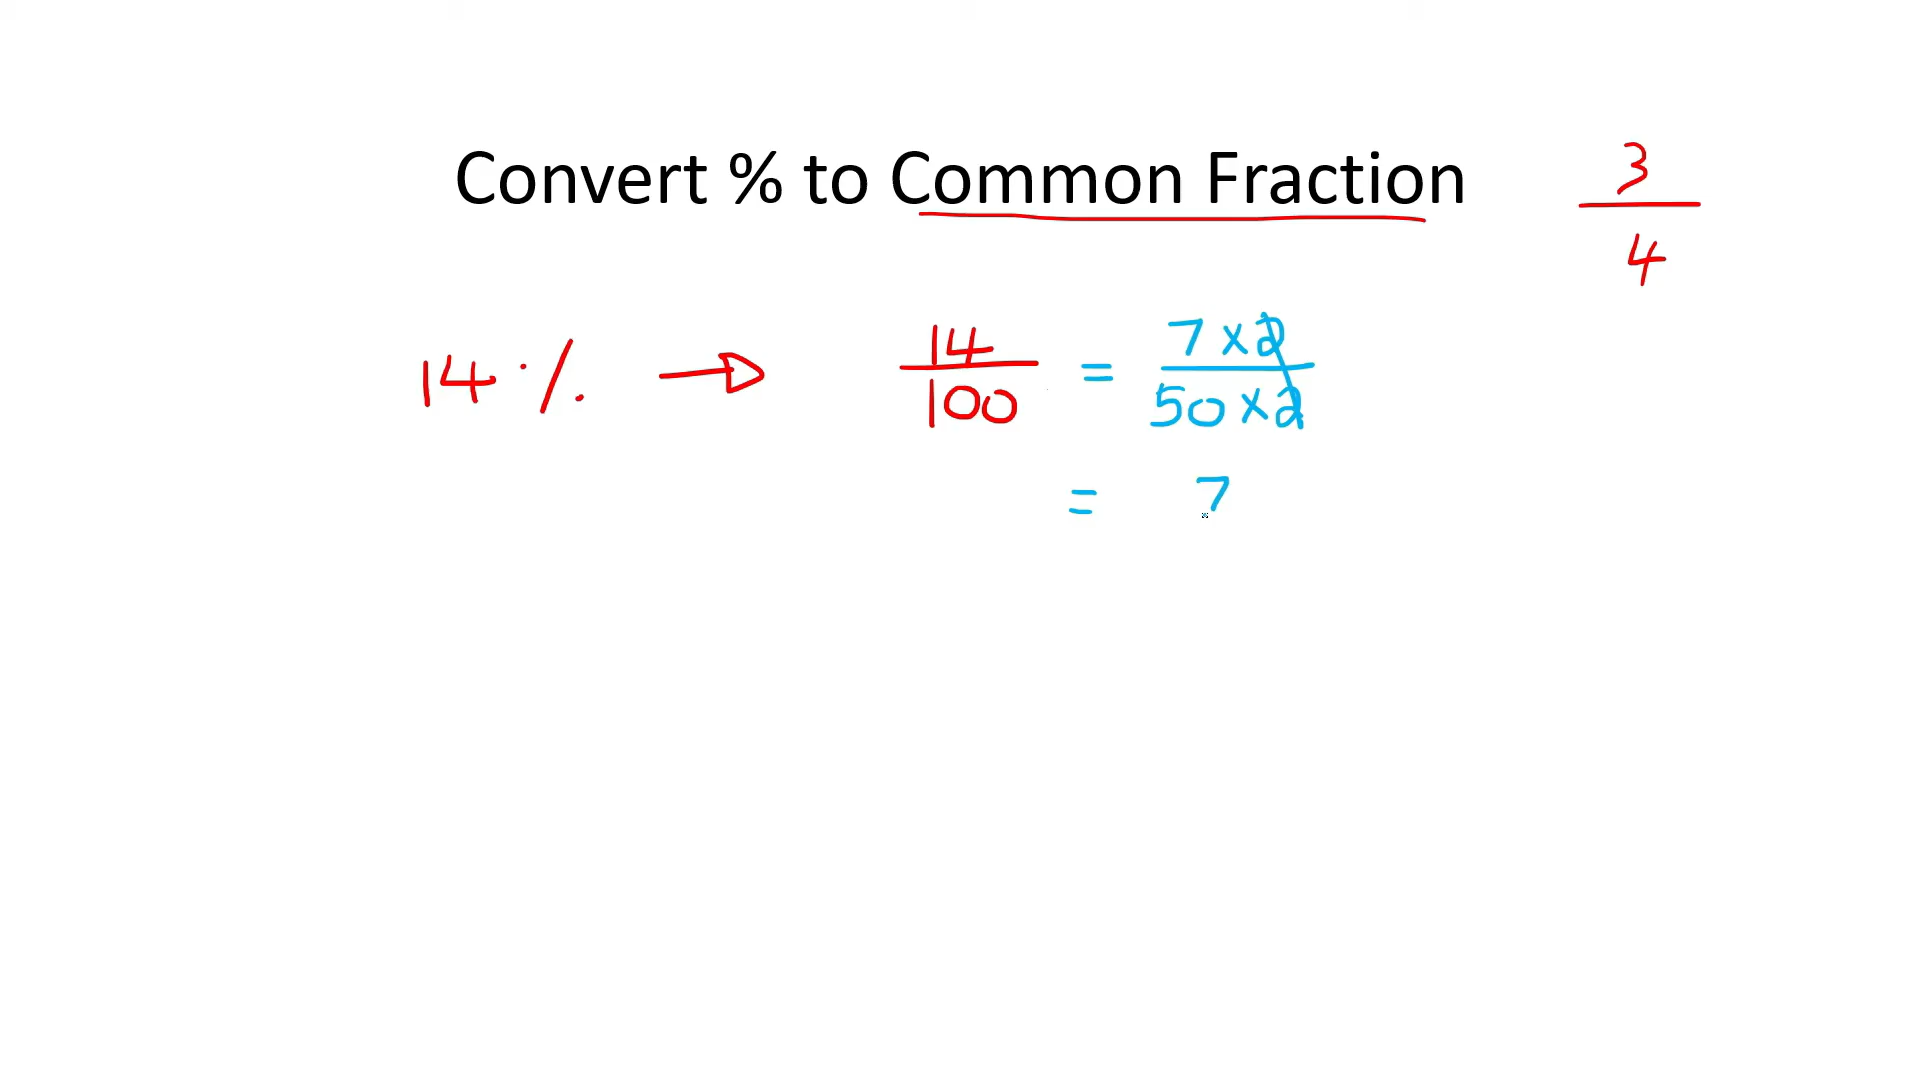 Convert % to Common Fraction
3/4
14% → 14/100 = 7×2/50×2
= 7